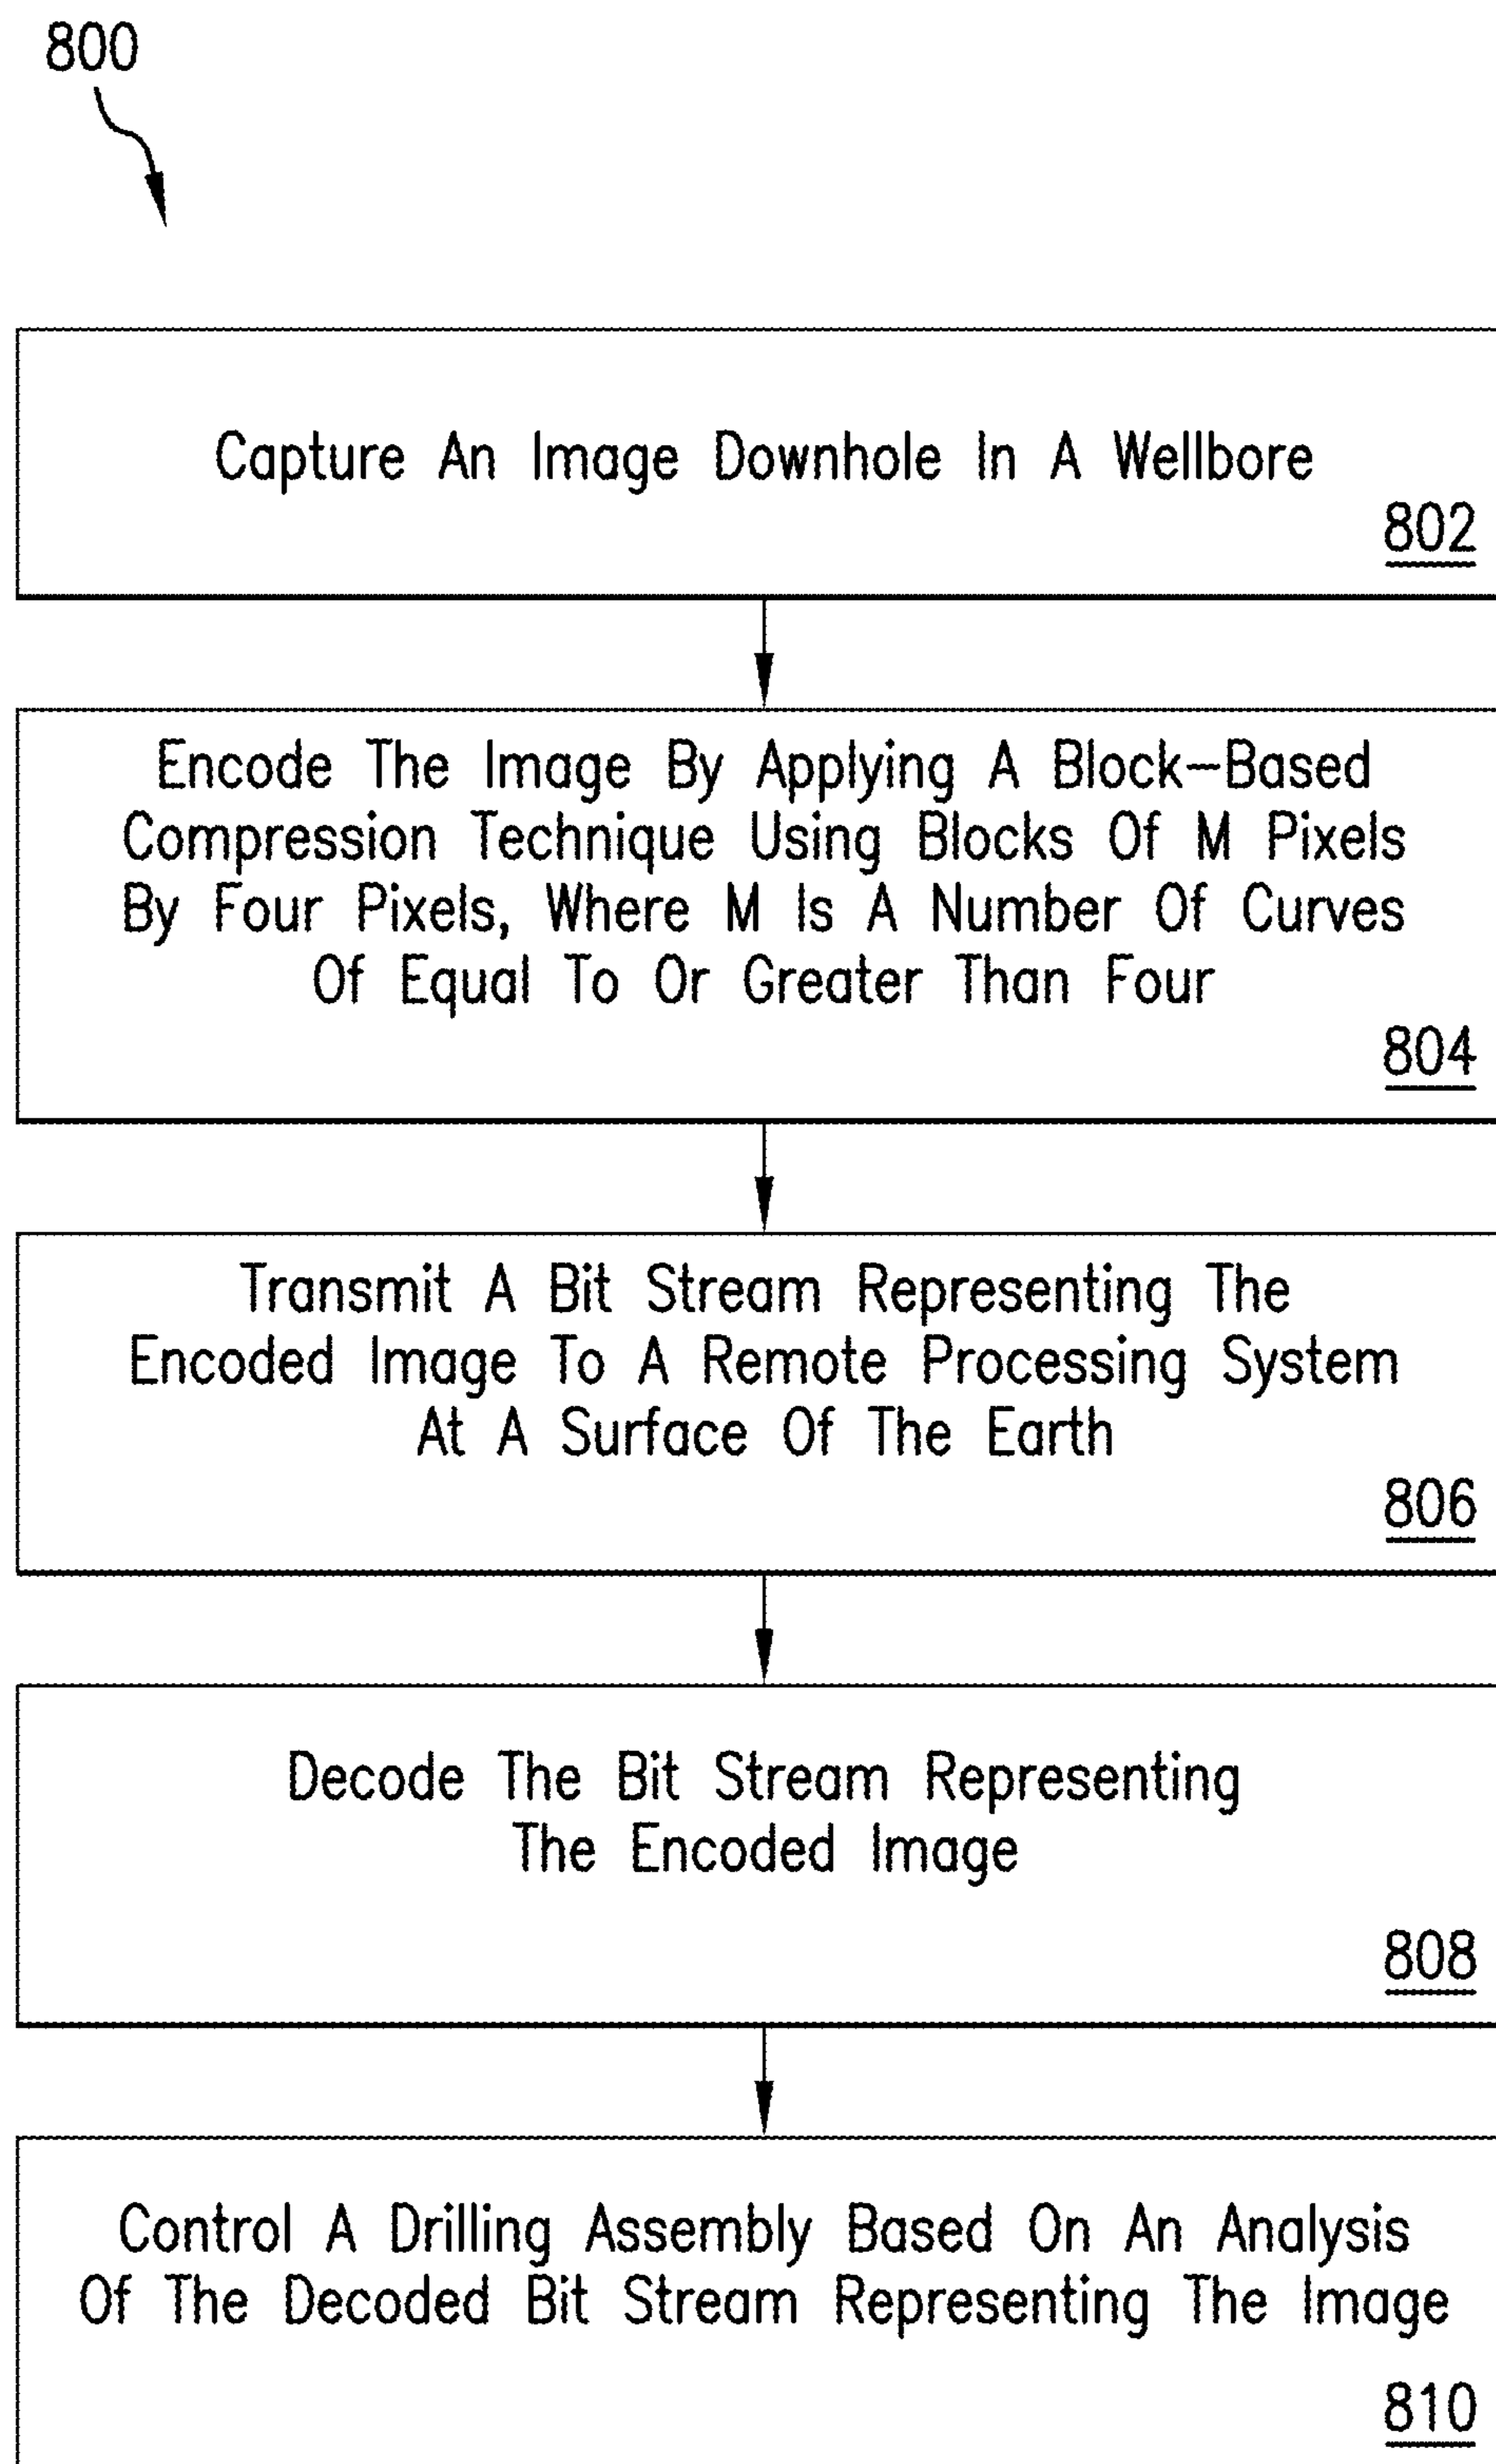 800
Capture An Image Downhole In A Wellbore
802
Encode The Image By Applying A Block-Based
Compression Technique Using Blocks Of M Pixels
By Four Pixels, Where M Is A Number Of Curves
Of Equal To Or Greater Than Four
804
Transmit A Bit Stream Representing The
Encoded Image To A Remote Processing System
At A Surface Of The Earth
806
Decode The Bit Stream Representing
The Encoded Image
808
Control A Drilling Assembly Based On An Analysis
Of The Decoded Bit Stream Representing The Image
810